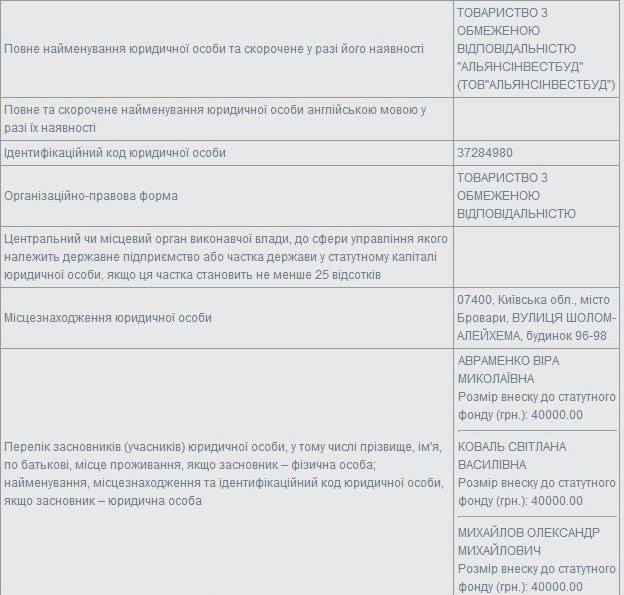 Повне найменування юридичної особи та скорочене у разі його наявності
ТОВАРИСТВО З
ОБМЕЖЕНОЮ
ВІДПОВІДАЛЬНІСТЮ
"АЛЬЯНСІНВЕСТБУД"
(ТОВ"АЛЬЯНСІНВЕСТБУД")
Повне та скорочене найменування юридичної особи англійською мовою у
разі їх наявності
Ідентифікаційний код юридичної особи
37284980
Організаційно-правова форма
ТОВАРИСТВО З
ОБМЕЖЕНОЮ
ВІДПОВІДАЛЬНІСТЮ
Центральний чи місцевий орган виконавчої влади, до сфери управління якого
належить державне підприємство або частка держави у статутному капіталі
юридичної особи, якщо ця частка становить не менше 25 відсотків
Місцезнаходження юридичної особи
07400, Київська обл., місто
Бровари, ВУЛИЦЯ ШОЛОМ-
АЛЕЙХЕМА, будинок 96-98
Перелік засновників (учасників) юридичної особи, у тому числі прізвище, ім'я,
по батькові, місце проживання, якщо засновник – фізична особа;
найменування, місцезнаходження та ідентифікаційний код юридичної особи,
якщо засновник – юридична особа
АВРАМЕНКО ВІРА
МИКОЛАЇВНА
Розмір внеску до статутного
фонду (грн.): 40000.00
КОВАЛЬ СВІТЛАНА
ВАСИЛІВНА
Розмір внеску до статутного
фонду (грн.): 40000.00
МИХАЙЛОВ ОЛЕКСАНДР
МИХАЙЛОВИЧ
Розмір внеску до статутного
фонду (грн.): 40000.00